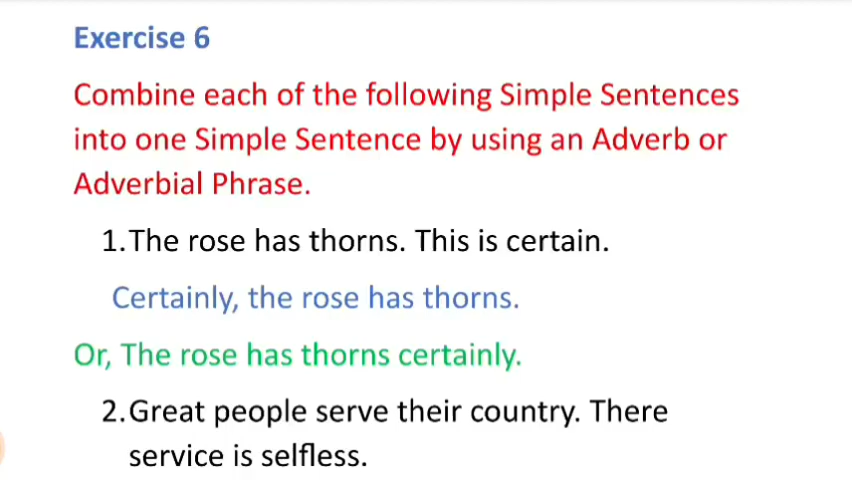 Exercise 6
Combine each of the following Simple Sentences
into one Simple Sentence by using an Adverb or
Adverbial Phrase.
1.The rose has thorns. This is certain.
Certainly, the rose has thorns.
Or, The rose has thorns certainly.
2.Great people serve their country. There
service is selfless.